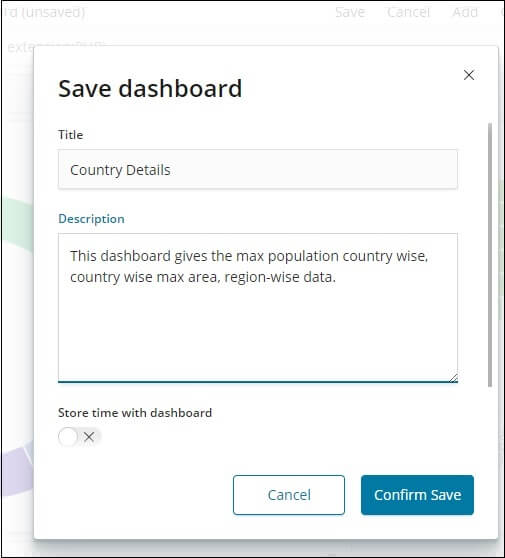 rd (unsaved) Save Cancel Add
Save dashboard
Title
Country Details
Description
This dashboard gives the max population country wise,
country wise max area, region-wise data.
Store time with dashboard
Cancel Confirm Save